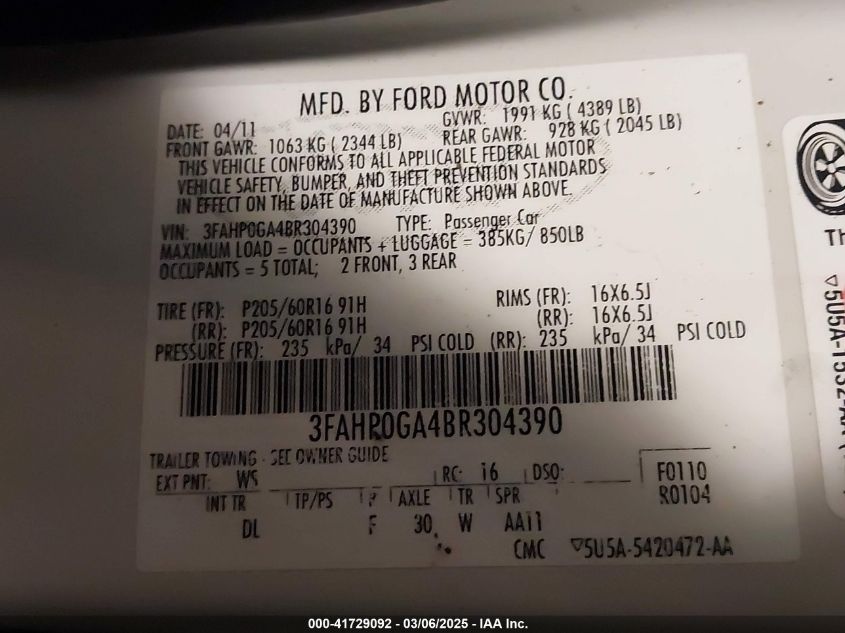 MFD. BY FORD MOTOR CO.
DATE: 04/11 GVWR: 1991 KG ( 4389 LB)
FRONT GAWR: 1063 KG ( 2344 LB) REAR GAWR: 928 KG ( 2045 LB)
THIS VEHICLE CONFORMS TO ALL APPLICABLE FEDERAL MOTOR
VEHICLE SAFETY, BUMPER, AND THEFT PREVENTION STANDARDS
IN EFFECT ON THE DATE OF MANUFACTURE SHOWN ABOVE.
VIN: 3FAHP0GA4BR304390 TYPE: Passenger Car
MAXIMUM LOAD = OCCUPANTS + LUGGAGE = 385KG/ 850LB
OCCUPANTS = 5 TOTAL; 2 FRONT, 3 REAR
TIRE (FR): P205/60R16 91H RIMS (FR): 16X6.5J
(RR): P205/60R16 91H (RR): 16X6.5J
PRESSURE (FR): 235 kPa/ 34 PSI COLD (RR): 235 kPa/ 34 PSI COLD
3FAHP0GA4BR304390
TRAILER TOWING - SEE OWNER GUIDE
EXT PNT: WS RC: 16 DSO: F0110
INT TR TP/PS AXLE TR SPR R0104
DL F 30 W AA11
CMC 5U5A-5420472-AA
Th
5U5A-1532-AA
000-41729092 - 03/06/2025 - IAA Inc.